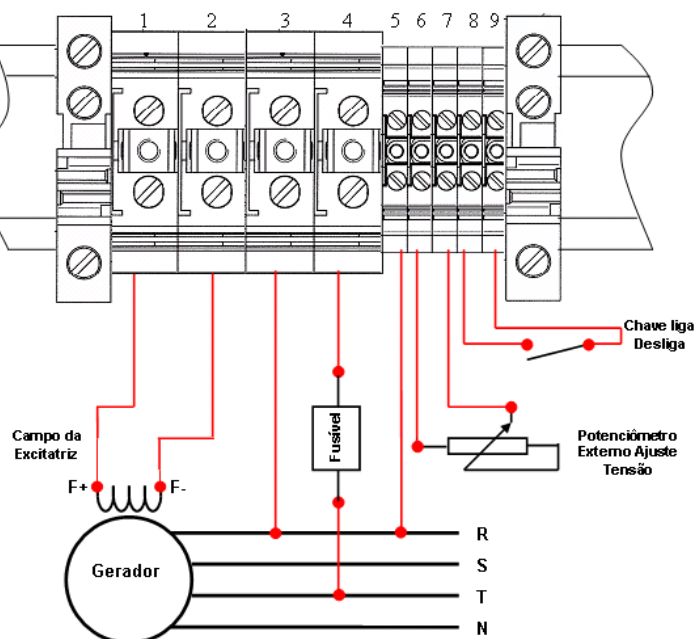 1 2 3 4 5 6 7 8 9
Chave liga
Desliga
Campo da
Excitatriz
Fusível
Potenciômetro
Externo Ajuste
Tensão
F+
F-
Gerador
R
S
T
N